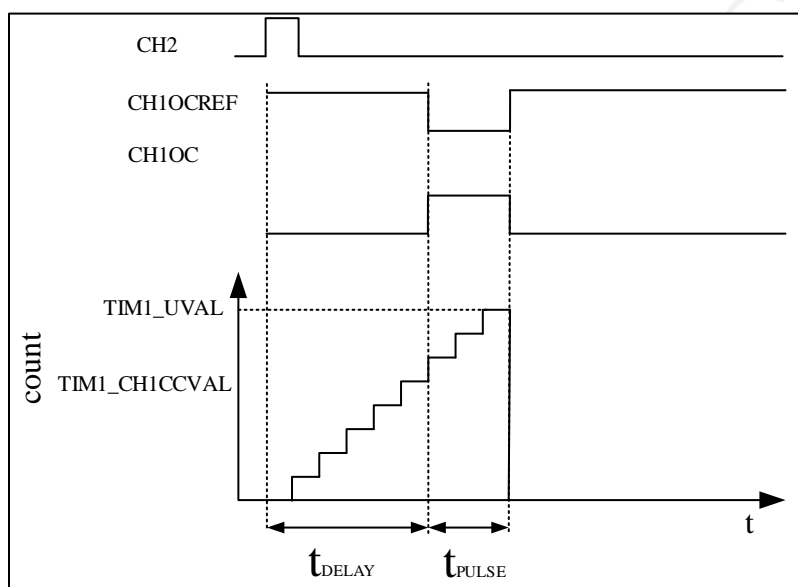 CH2
CH1OCREF
CH1OC
TIM1_UVAL
TIM1_CH1CCVAL
count
t
tDELAY
tPULSE